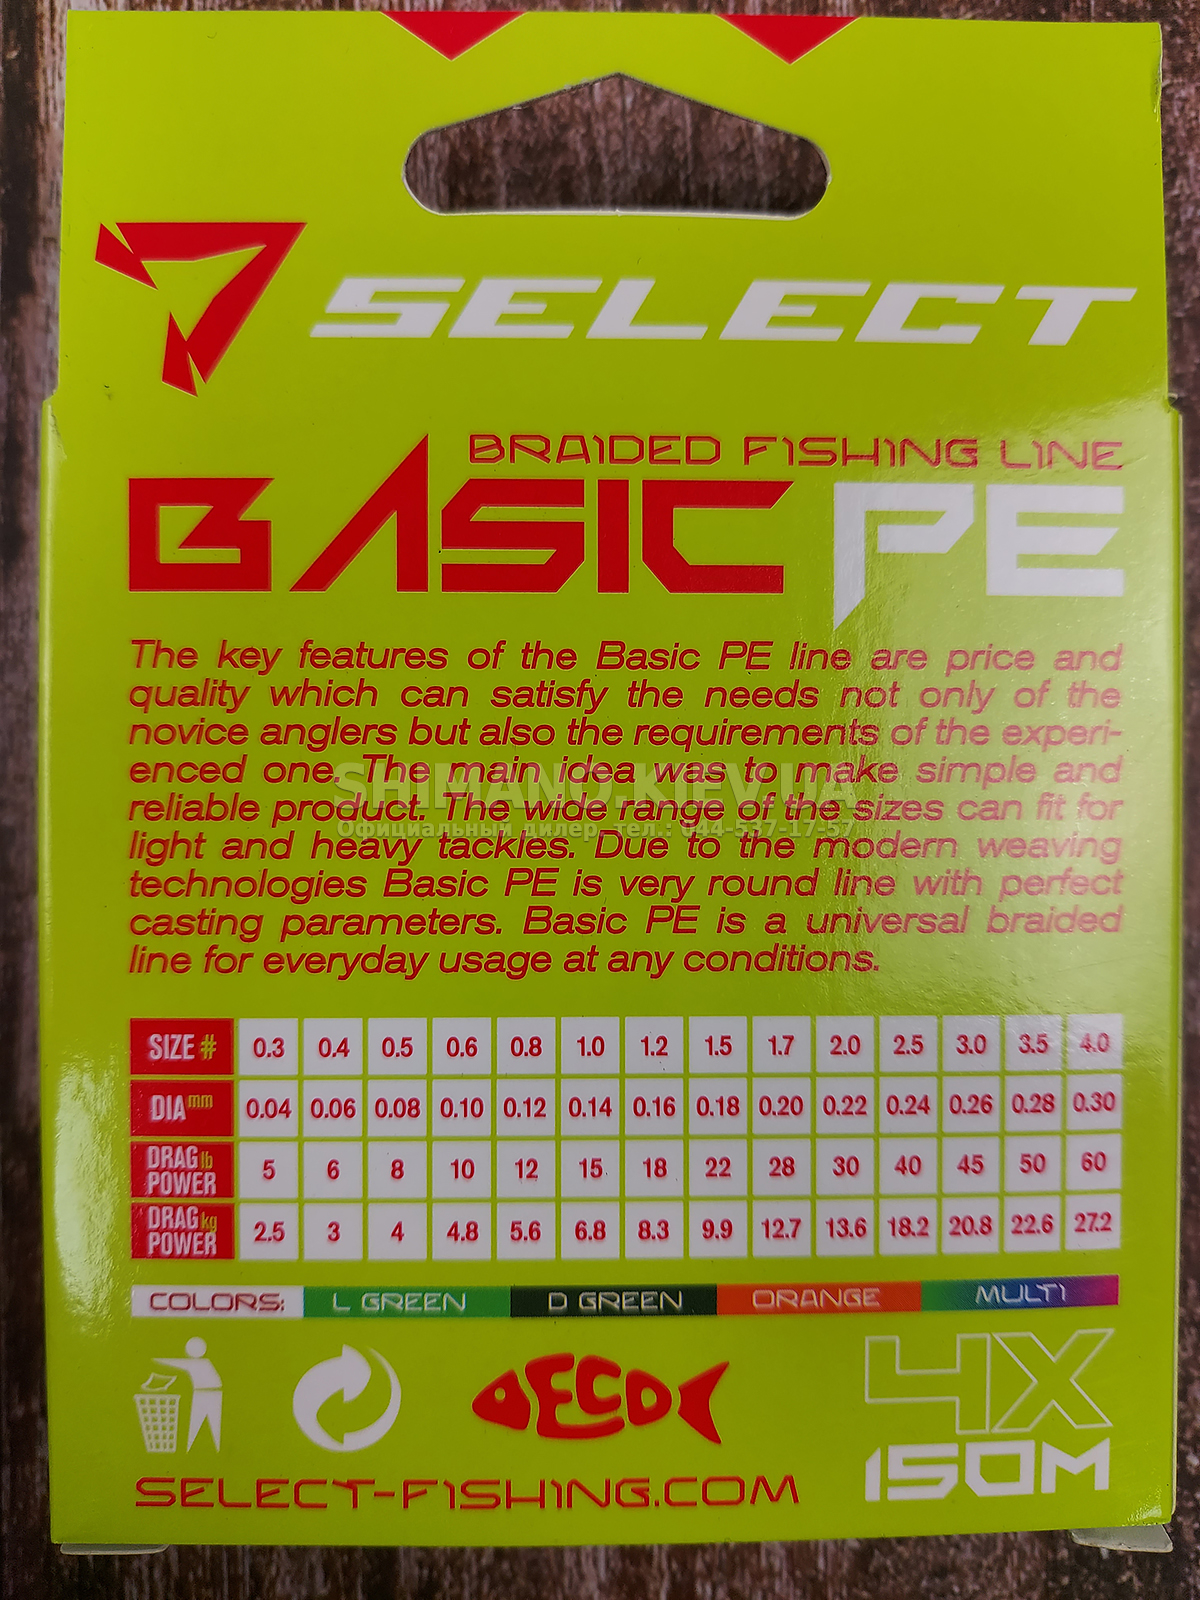 SELECT
BRAIDED FISHING LINE
BASIC PE
The key features of the Basic PE line are price and
quality which can satisfy the needs not only of the
novice anglers but also the requirements of the experi-
enced one. The main idea was to make simple and
reliable product. The wide range of the sizes can fit for
light and heavy tackles. Due to the modern weaving
technologies Basic PE is very round line with perfect
casting parameters. Basic PE is a universal braided
line for everyday usage at any conditions.
SHIMANO.KIEV.UA
Официальный дилер, тел.: 044-537-17-57
SIZE # 0.3 0.4 0.5 0.6 0.8 1.0 1.2 1.5 1.7 2.0 2.5 3.0 3.5 4.0
DIA mm 0.04 0.06 0.08 0.10 0.12 0.14 0.16 0.18 0.20 0.22 0.24 0.26 0.28 0.30
DRAG lb POWER 5 6 8 10 12 15 18 22 28 30 40 45 50 60
DRAG kg POWER 2.5 3 4 4.8 5.6 6.8 8.3 9.9 12.7 13.6 18.2 20.8 22.6 27.2
COLORS: L GREEN D GREEN ORANGE MULTI
ECO
4X
150M
SELECT-FISHING.COM